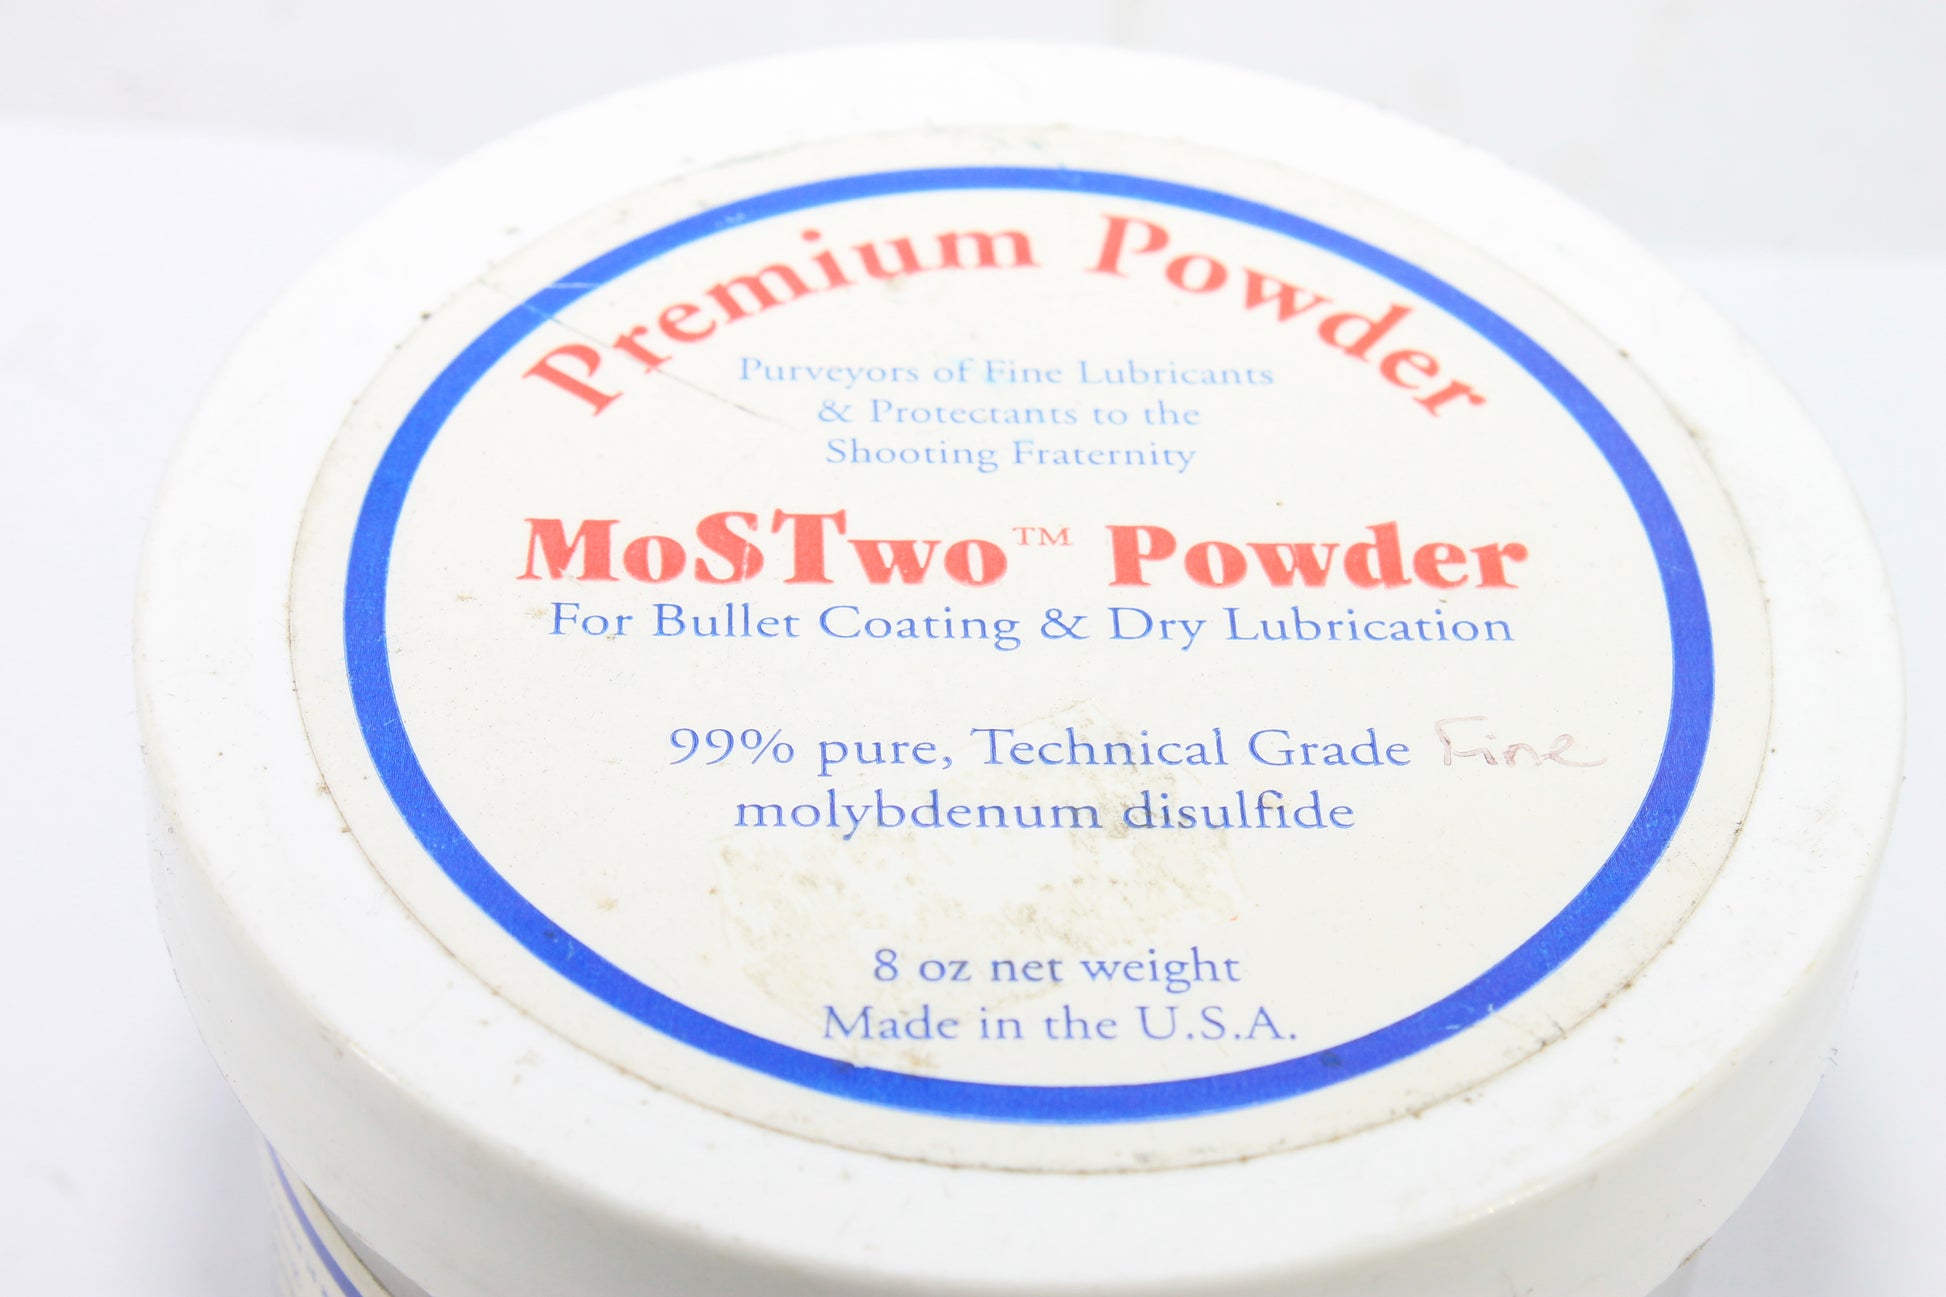 Premium Powder
Purveyors of Fine Lubricants
& Protectants to the
Shooting Fraternity
MoSTwo™ Powder
For Bullet Coating & Dry Lubrication
99% pure, Technical Grade Fine
molybdenum disulfide
8 oz net weight
Made in the U.S.A.